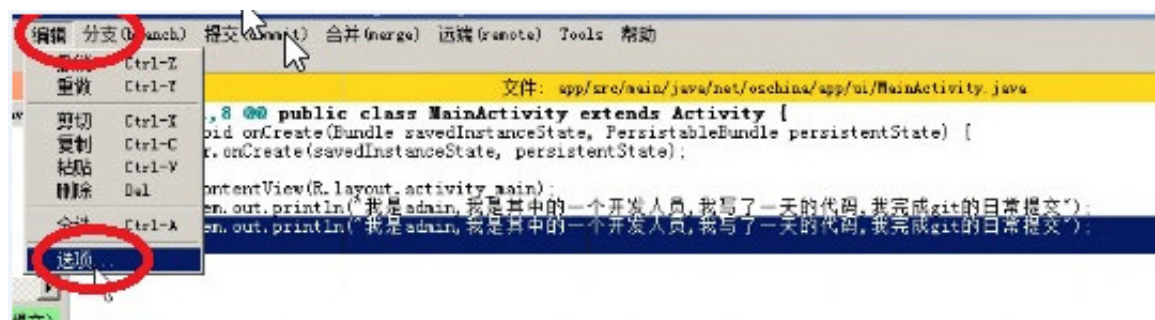 编辑 分支(branch) 提交(commit) 合并(merge) 远端(remote) Tools 帮助
Ctrl-Z
重做 Ctrl-Y
文件: app/src/main/java/net/oschina/app/ui/MainActivity.java
,8 @@ public class MainActivity extends Activity {
剪切 Ctrl-X
oid onCreate(Bundle savedInstanceState, PersistableBundle persistentState) {
复制 Ctrl-C
r.onCreate(savedInstanceState, persistentState);
粘贴 Ctrl-V
删除 Del
ontentView(R.layout.activity_main);
em.out.println("我是admin,我是其中的一个开发人员,我写了一天的代码.我完成git的日常提交");
Ctrl-A
em.out.println("我是admin,我是其中的一个开发人员,我写了一天的代码,我完成git的日常提交");
选项...